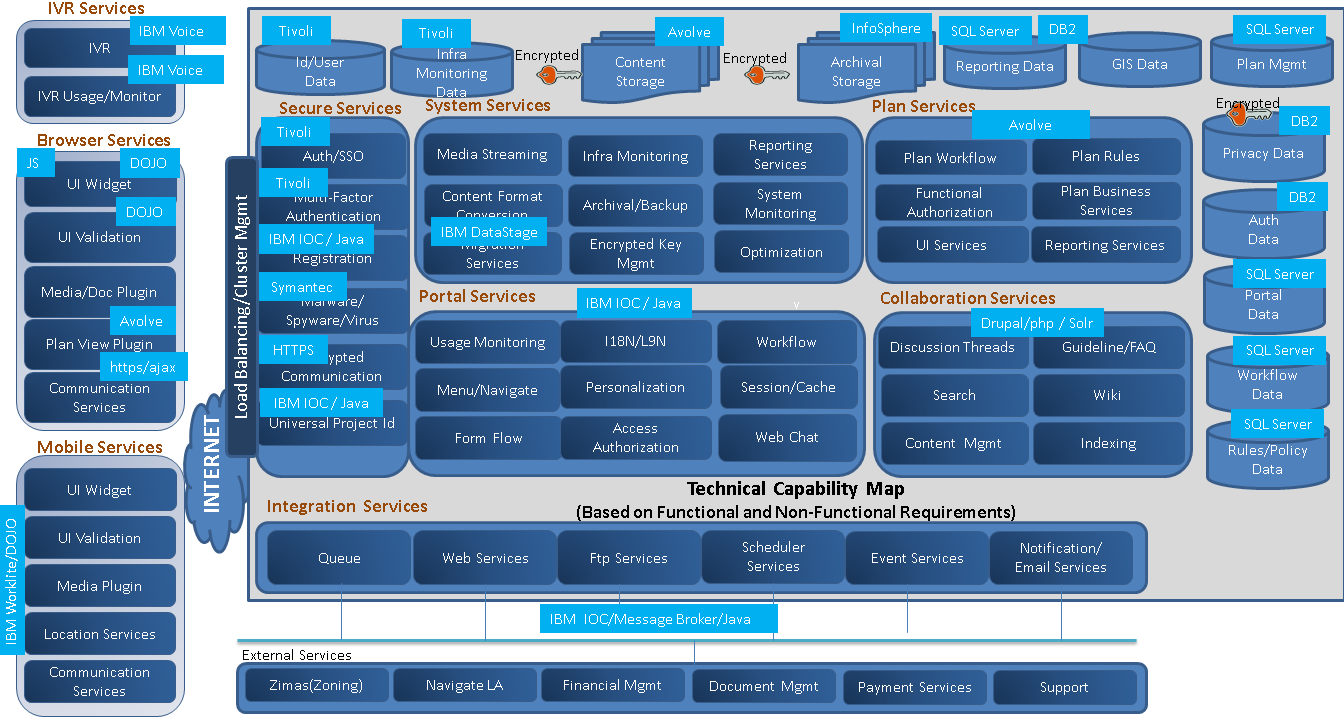 IVR Services
IBM Voice
IVR
IBM Voice
IVR Usage/Monitor
Browser Services
JS
DOJO
UI Widget
DOJO
UI Validation
Media/Doc Plugin
Avolve
Plan View Plugin
https/ajax
Communication
Services
Mobile Services
UI Widget
UI Validation
Media Plugin
Location Services
Communication
Services
IBM Worklite/DOJO
INTERNET
Load Balancing/Cluster Mgmt
Tivoli
Id/User
Data
Tivoli
Infra
Monitoring
Data
Encrypted
Avolve
Content
Storage
Encrypted
InfoSphere
Archival
Storage
SQL Server
DB2
Reporting Data
GIS Data
SQL Server
Plan Mgmt
Secure Services
Tivoli
Auth/SSO
Tivoli
Multi-Factor
Authentication
IBM IOC / Java
Registration
Symantec
Malware/
Spyware/Virus
HTTPS
Encrypted
Communication
IBM IOC / Java
Universal Project Id
System Services
Media Streaming
Infra Monitoring
Reporting
Services
Content Format
Conversion
Archival/Backup
System
Monitoring
IBM DataStage
Migration
Services
Encrypted Key
Mgmt
Optimization
Plan Services
Avolve
Plan Workflow
Plan Rules
Functional
Authorization
Plan Business
Services
UI Services
Reporting Services
Encrypted
DB2
Privacy Data
DB2
Auth
Data
SQL Server
Portal
Data
SQL Server
Workflow
Data
SQL Server
Rules/Policy
Data
Portal Services
IBM IOC / Java
v
Usage Monitoring
I18N/L9N
Workflow
Menu/Navigate
Personalization
Session/Cache
Form Flow
Access
Authorization
Web Chat
Collaboration Services
Drupal/php / Solr
Discussion Threads
Guideline/FAQ
Search
Wiki
Content Mgmt
Indexing
Technical Capability Map
(Based on Functional and Non-Functional Requirements)
Integration Services
Queue
Web Services
Ftp Services
Scheduler
Services
Event Services
Notification/
Email Services
IBM IOC/Message Broker/Java
External Services
Zimas(Zoning)
Navigate LA
Financial Mgmt
Document Mgmt
Payment Services
Support